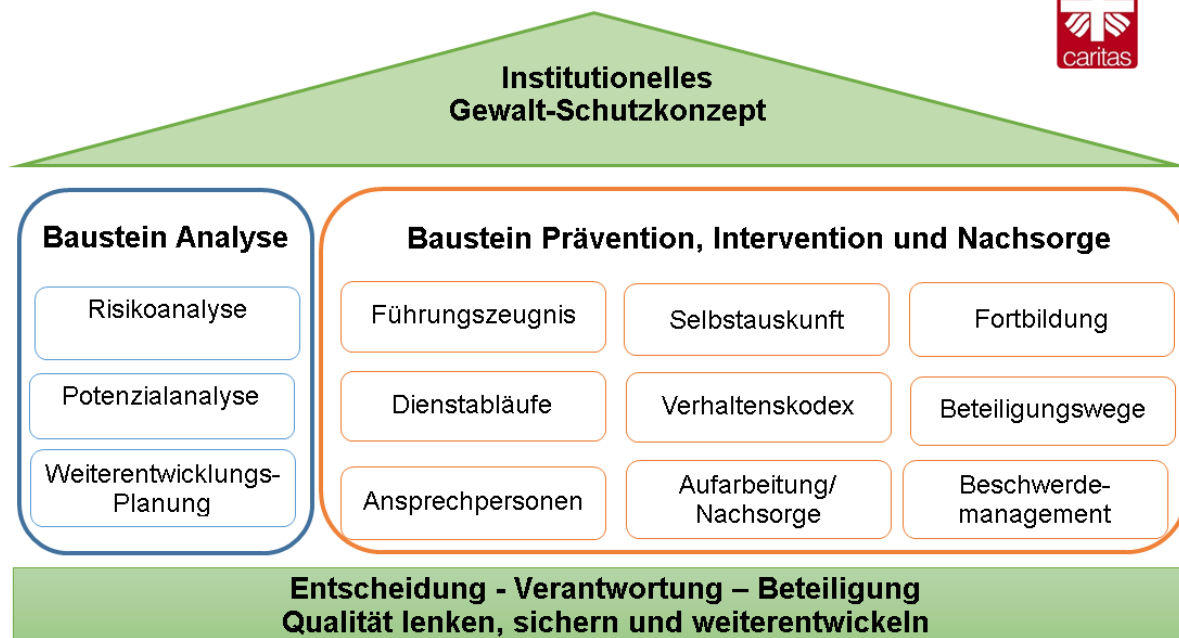 caritas
Institutionelles
Gewalt-Schutzkonzept
Baustein Analyse
Risikoanalyse
Potenzialanalyse
Weiterentwicklungs-
Planung
Baustein Prävention, Intervention und Nachsorge
Führungszeugnis
Selbstauskunft
Fortbildung
Dienstabläufe
Verhaltenskodex
Beteiligungswege
Ansprechpersonen
Aufarbeitung/
Nachsorge
Beschwerde-
management
Entscheidung - Verantwortung – Beteiligung
Qualität lenken, sichern und weiterentwickeln